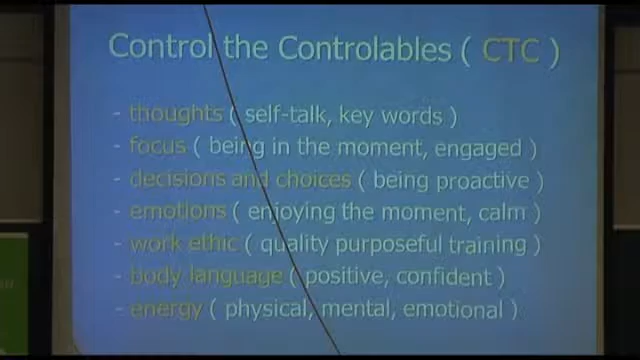 Control the Controlables ( CTC )
- thoughts ( self-talk, key words )
- focus ( being in the moment, engaged )
- decisions and choices ( being proactive )
- emotions ( enjoying the moment, calm )
- work ethic ( quality purposeful training )
- body language ( positive, confident )
- energy ( physical, mental, emotional )